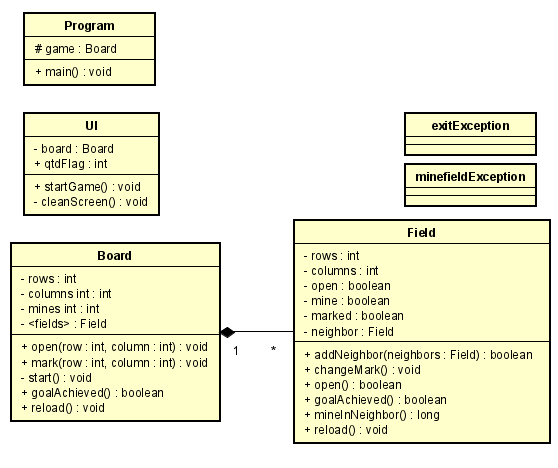 Program
# game : Board
+ main() : void
UI
- board : Board
+ qtdFlag : int
+ startGame() : void
- cleanScreen() : void
exitException
minefieldException
Board
- rows : int
- columns int : int
- mines int : int
- <fields> : Field
+ open(row : int, column : int) : void
+ mark(row : int, column : int) : void
- start() : void
+ goalAchieved() : boolean
+ reload() : void
1
*
Field
- rows : int
- columns : int
- open : boolean
- mine : boolean
- marked : boolean
- neighbor : Field
+ addNeighbor(neighbors : Field) : boolean
+ changeMark() : void
+ open() : boolean
+ goalAchieved() : boolean
+ mineInNeighbor() : long
+ reload() : void